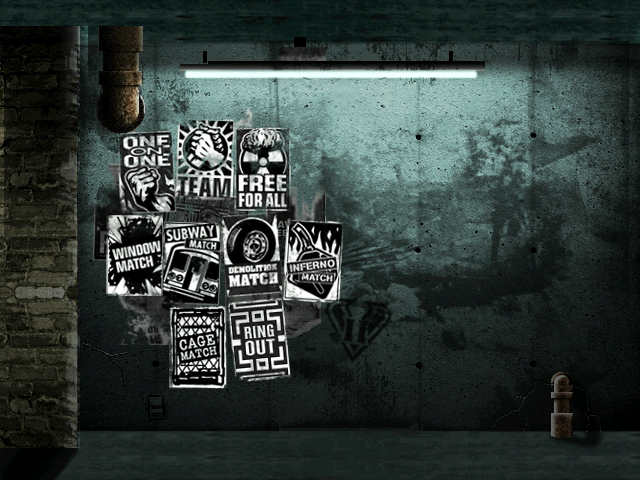 ONE
ON
ONE
TEAM
FREE
FOR ALL
WINDOW
MATCH
SUBWAY
MATCH
DEMOLITION
MATCH
INFERNO
MATCH
CAGE
MATCH
RING
OUT